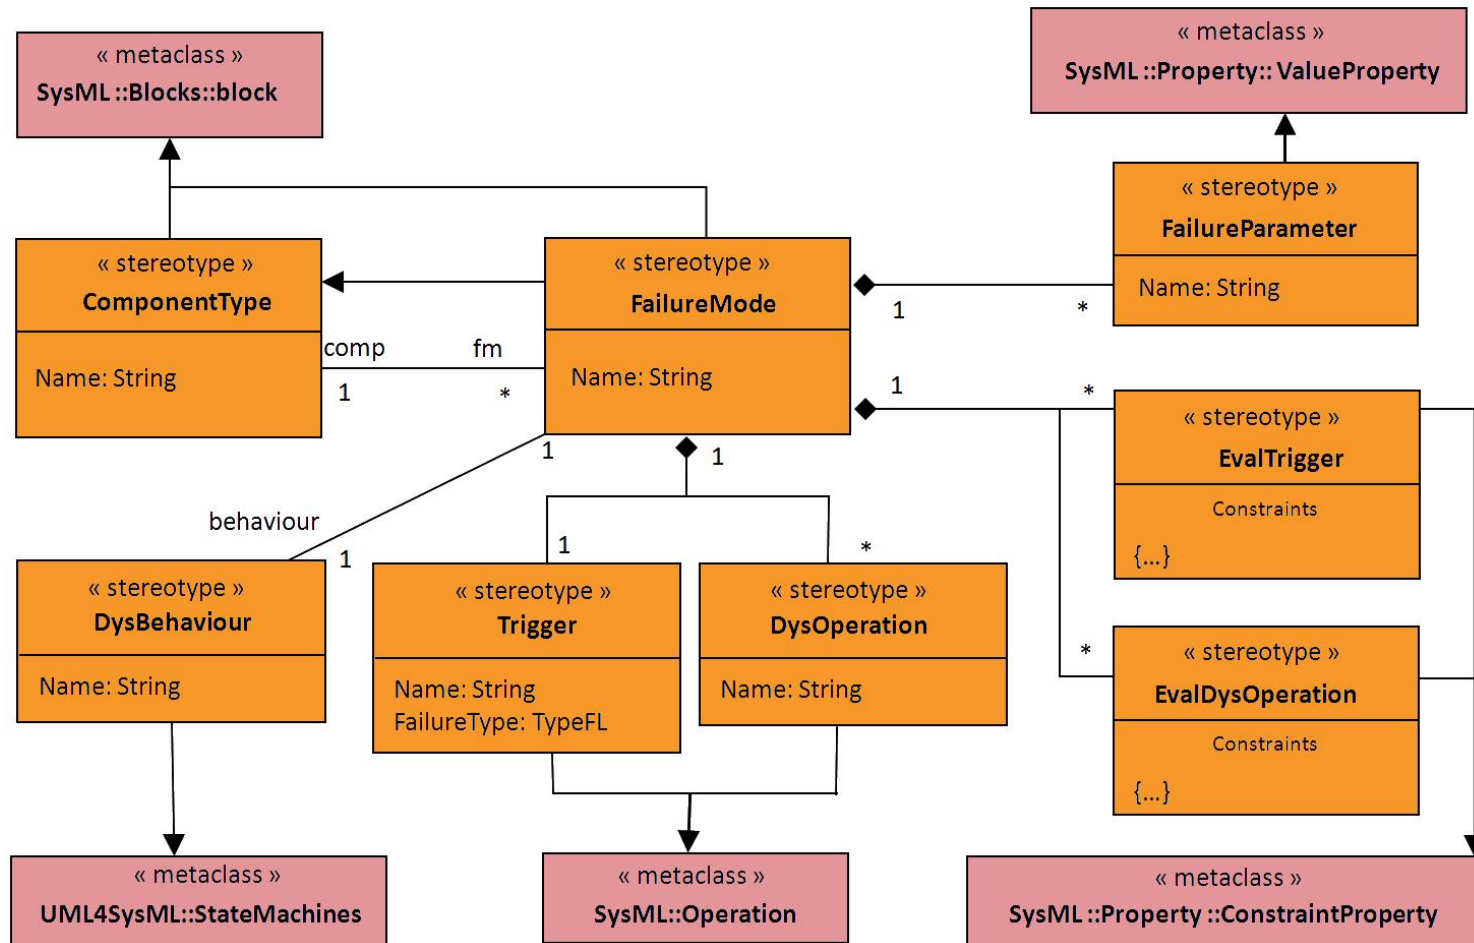 « metaclass »
SysML ::Blocks::block
« metaclass »
SysML ::Property:: ValueProperty
« stereotype »
ComponentType
Name: String
comp
fm
1
*
« stereotype »
FailureMode
Name: String
1
*
« stereotype »
FailureParameter
Name: String
1
*
« stereotype »
EvalTrigger
Constraints
{...}
*
« stereotype »
EvalDysOperation
Constraints
{...}
1
behaviour
1
« stereotype »
DysBehaviour
Name: String
1
1
« stereotype »
Trigger
Name: String
FailureType: TypeFL
*
« stereotype »
DysOperation
Name: String
« metaclass »
UML4SysML::StateMachines
« metaclass »
SysML::Operation
« metaclass »
SysML ::Property ::ConstraintProperty